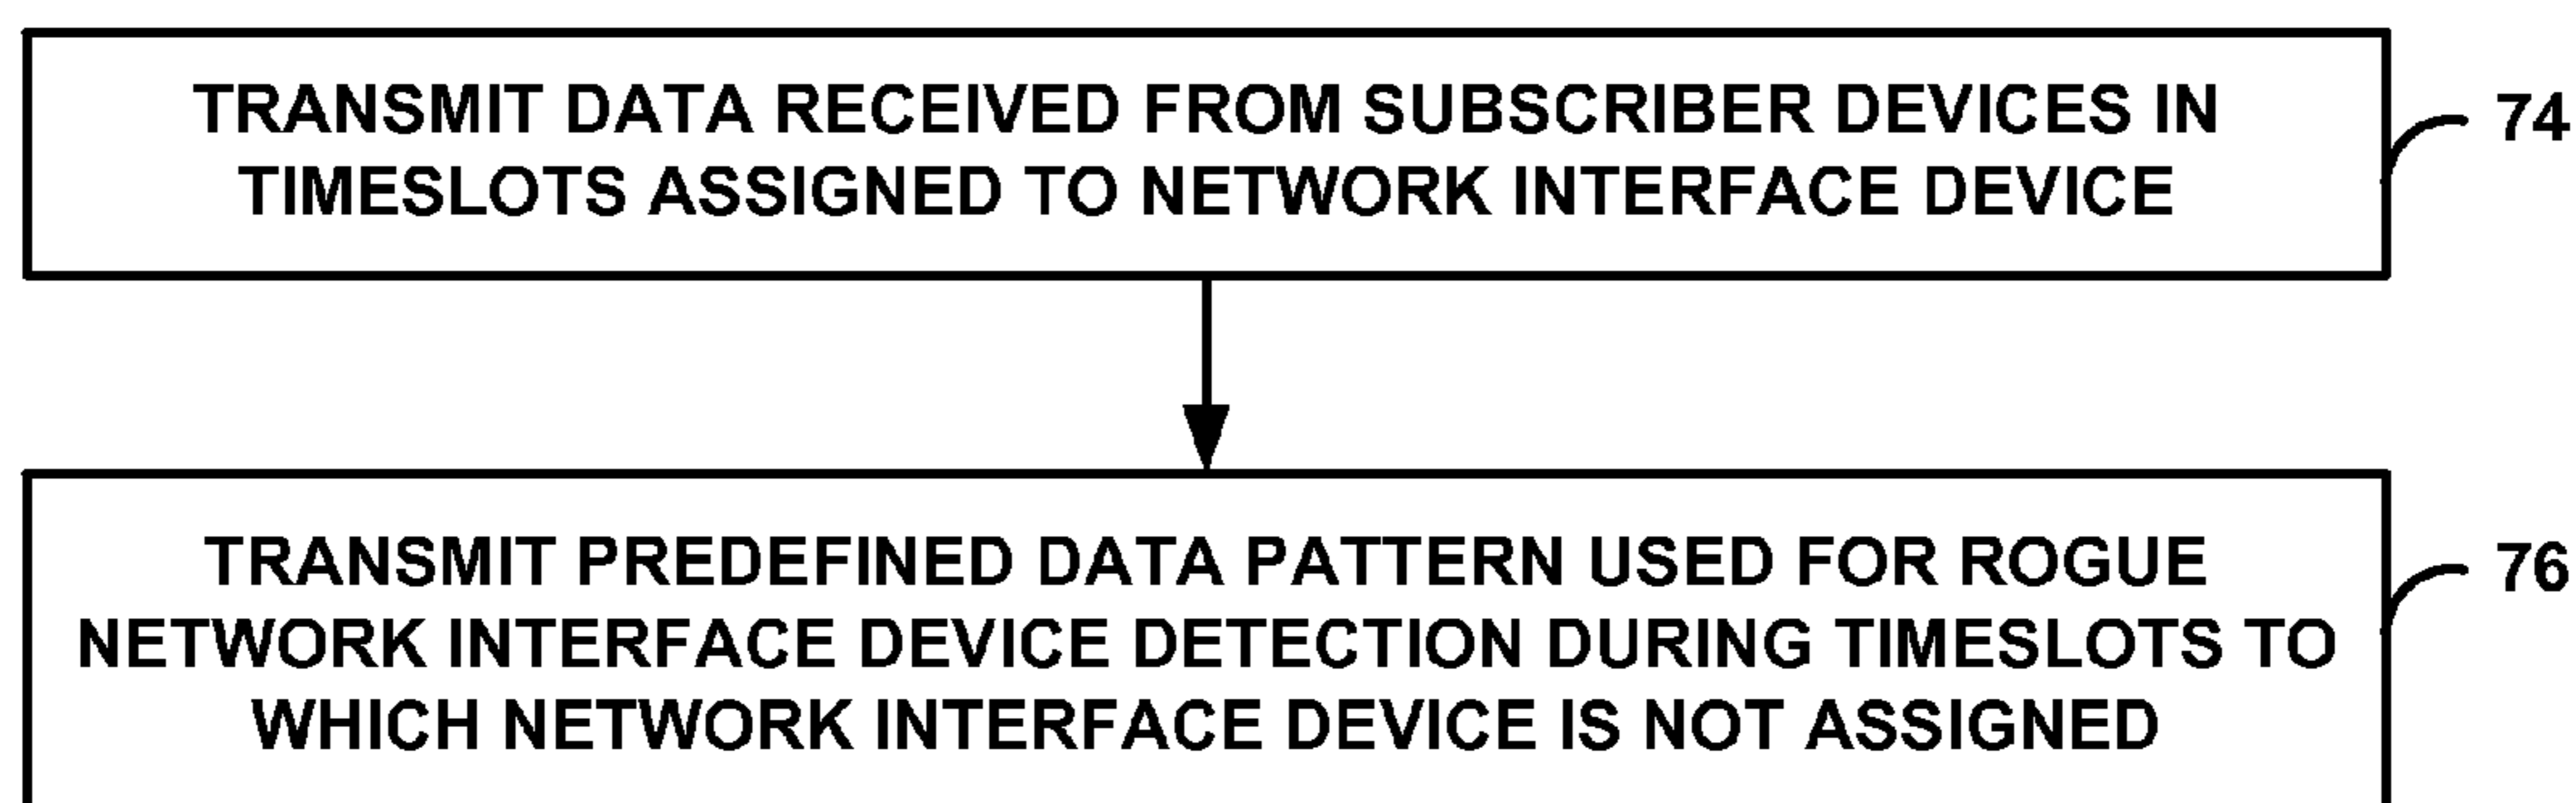 TRANSMIT DATA RECEIVED FROM SUBSCRIBER DEVICES IN
TIMESLOTS ASSIGNED TO NETWORK INTERFACE DEVICE
74
TRANSMIT PREDEFINED DATA PATTERN USED FOR ROGUE
NETWORK INTERFACE DEVICE DETECTION DURING TIMESLOTS TO
WHICH NETWORK INTERFACE DEVICE IS NOT ASSIGNED
76